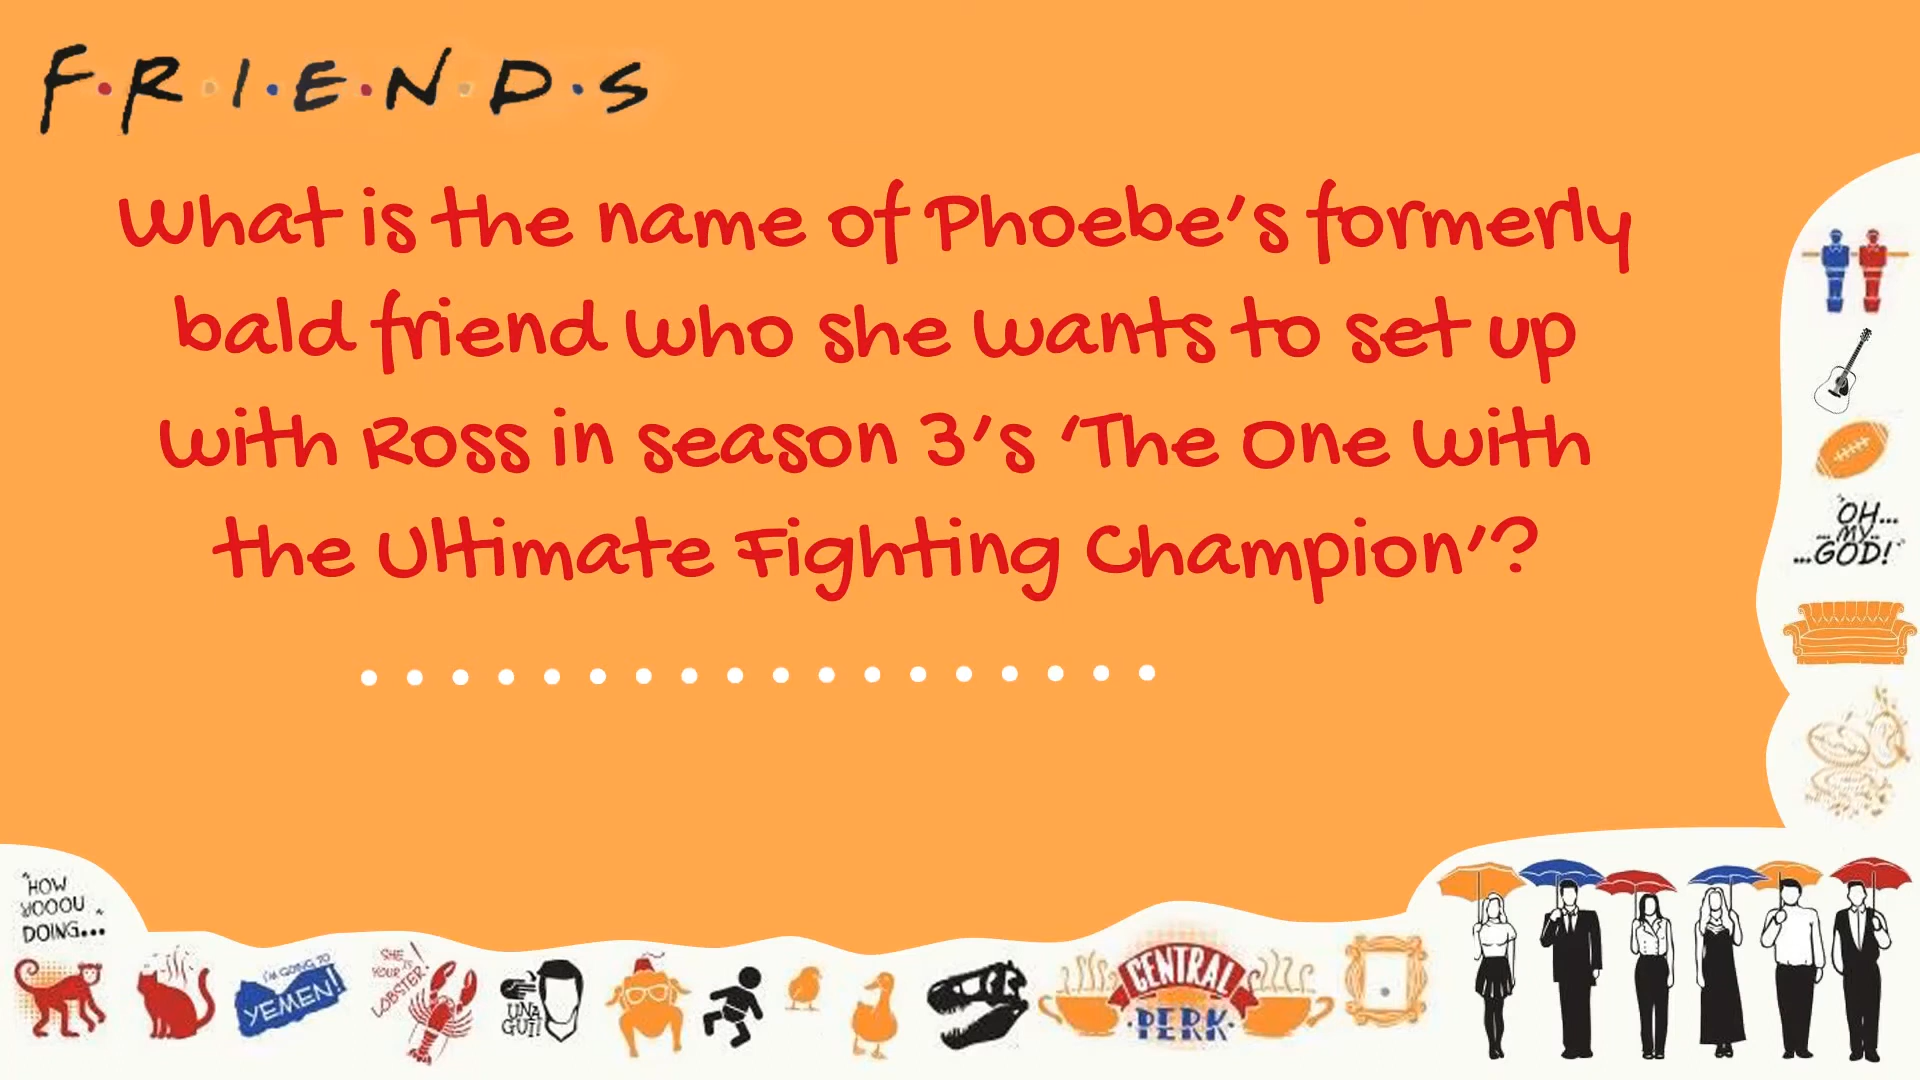 F·R·I·E·N·D·S
What is the name of Phoebe's formerly
bald friend who she wants to set up
with Ross in season 3's 'The One With
the Ultimate Fighting Champion'?
"OH...
...MY...
...GOD!"
"HOW
YOOOU
DOING..."
I'M GOING TO
YEMEN!
SHE
IS
YOUR
LOBSTER!
UNA
GUI!
CENTRAL
PERK